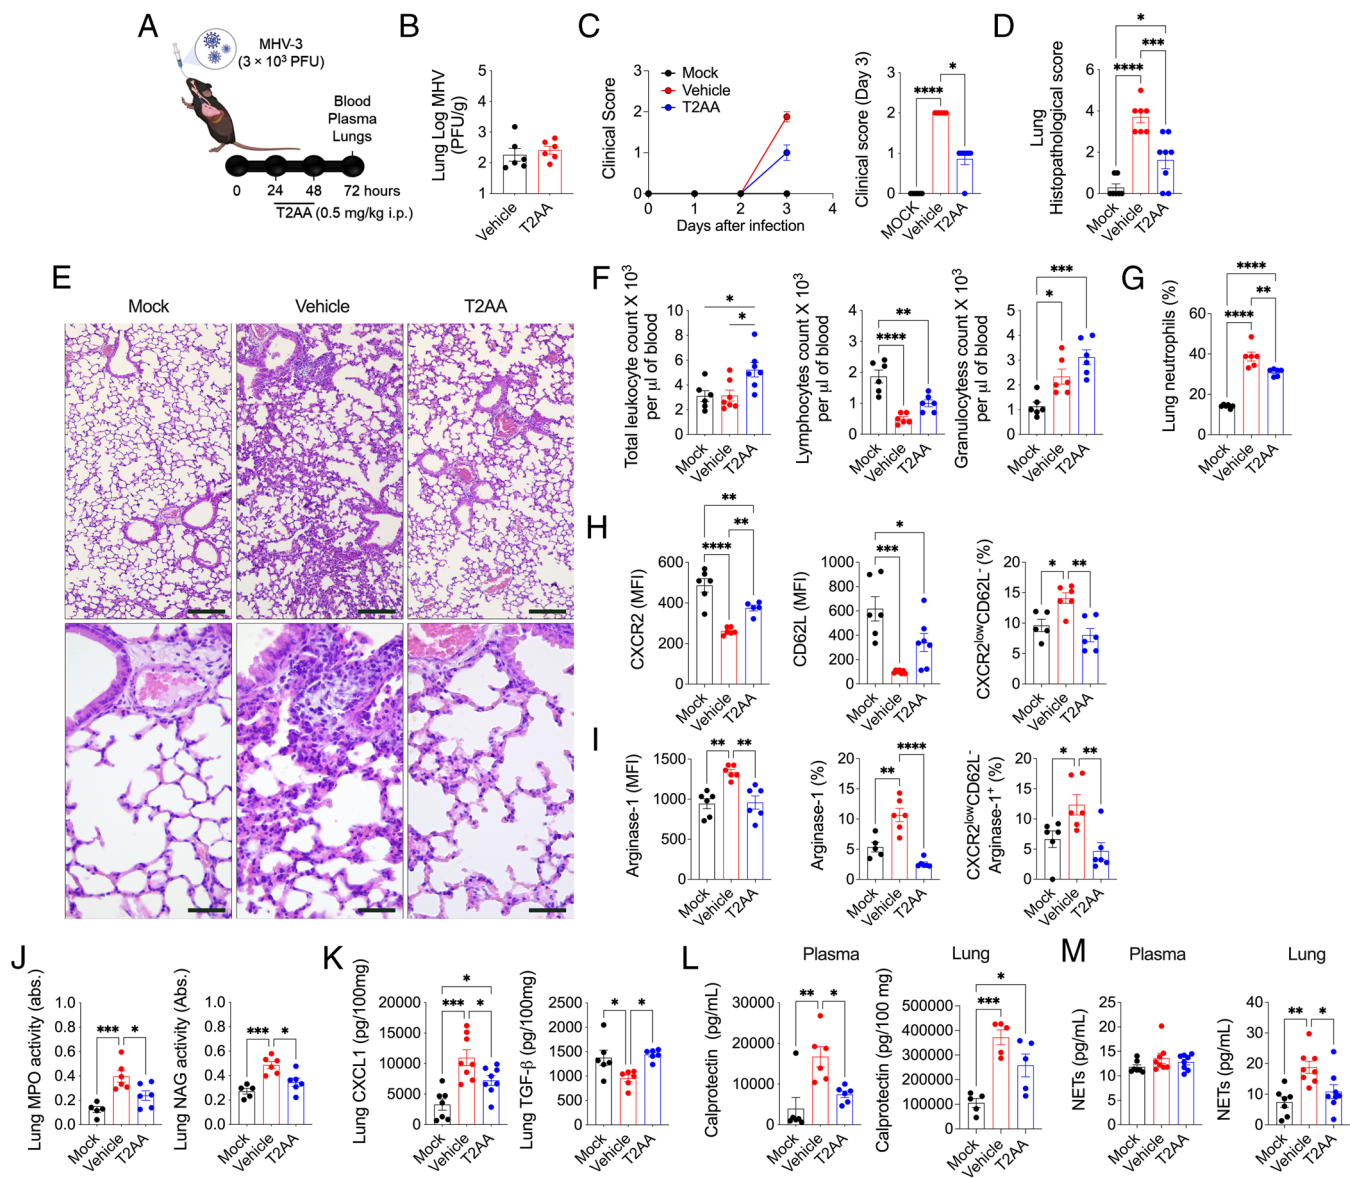 A
MHV-3
(3 × 10³ PFU)
Blood
Plasma
Lungs
0 24 48 72 hours
T2AA (0.5 mg/kg i.p.)
B
Lung Log MHV
(PFU/g)
5
4
3
2
1
Vehicle
T2AA
C
Clinical Score
3
2
1
0
Mock
Vehicle
T2AA
0 1 2 3 4
Days after infection
Clinical score (Day 3)
3
2
1
0
**** *
MOCK
Vehicle
T2AA
D
Lung
Histopathological score
6
4
2
0
*
***
****
Mock
Vehicle
T2AA
E
Mock Vehicle T2AA
F
Total leukocyte count X 10³
per µl of blood
10
8
6
4
2
0
*
*
Mock
Vehicle
T2AA
Lymphocytes count X 10³
per µl of blood
4
3
2
1
0
**
****
Mock
Vehicle
T2AA
Granulocytess count X 10³
per µl of blood
5
4
3
2
1
0
***
*
Mock
Vehicle
T2AA
G
Lung neutrophils (%)
60
40
20
0
****
**
****
Mock
Vehicle
T2AA
H
CXCR2 (MFI)
600
400
200
0
**
**
****
Mock
Vehicle
T2AA
CD62L (MFI)
1000
800
600
400
200
0
*
***
Mock
Vehicle
T2AA
CXCR2lowCD62L- (%)
20
15
10
5
0
* **
Mock
Vehicle
T2AA
I
Arginase-1 (MFI)
1500
1000
500
0
** **
Mock
Vehicle
T2AA
Arginase-1 (%)
20
15
10
5
0
****
**
Mock
Vehicle
T2AA
CXCR2lowCD62L-
Arginase-1+ (%)
20
15
10
5
0
* **
Mock
Vehicle
T2AA
J
Lung MPO activity (abs.)
1.0
0.8
0.6
0.4
0.2
0.0
*** *
Mock
Vehicle
T2AA
Lung NAG activity (Abs.)
1.0
0.8
0.6
0.4
0.2
0.0
*** *
Mock
Vehicle
T2AA
K
Lung CXCL1 (pg/100mg)
20000
15000
10000
5000
0
*
*** *
Mock
Vehicle
T2AA
Lung TGF-β (pg/100mg)
2500
2000
1500
1000
500
0
* *
Mock
Vehicle
T2AA
L
Plasma
Calprotectin (pg/mL)
30000
20000
10000
0
** *
Mock
Vehicle
T2AA
Lung
Calprotectin (pg/100 mg)
500000
400000
300000
200000
100000
0
*
***
Mock
Vehicle
T2AA
M
Plasma
NETs (pg/mL)
25
20
15
10
5
0
Mock
Vehicle
T2AA
Lung
NETs (pg/mL)
40
30
20
10
0
** *
Mock
Vehicle
T2AA